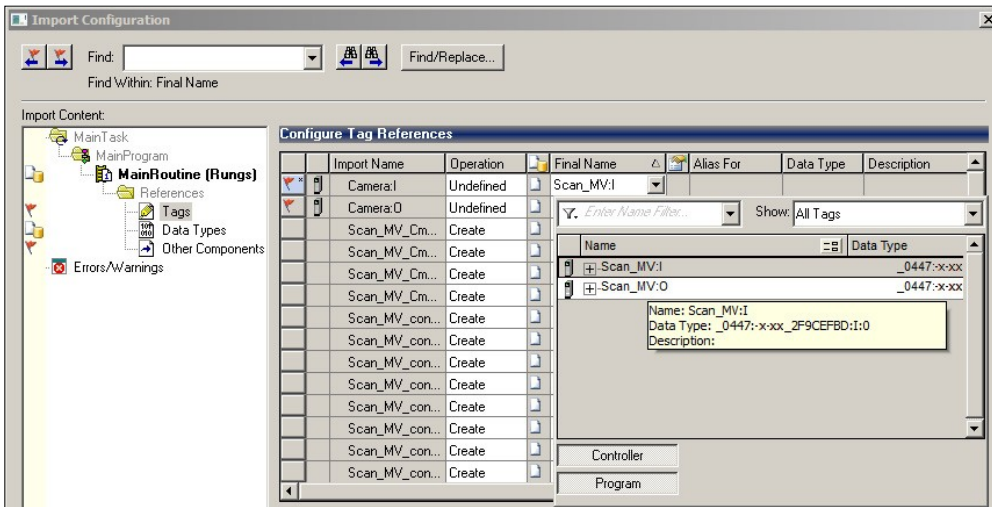 Import Configuration
Find:
Find/Replace...
Find Within: Final Name
Import Content:
MainTask
MainProgram
MainRoutine (Rungs)
References
Tags
Data Types
Other Components
Errors/Warnings
Configure Tag References
Import Name Operation Final Name Alias For Data Type Description
Camera:I Undefined Scan_MV:I
Camera:O Undefined
Scan_MV_Cm... Create
Scan_MV_Cm... Create
Scan_MV_Cm... Create
Scan_MV_Cm... Create
Scan_MV_con... Create
Scan_MV_con... Create
Scan_MV_con... Create
Scan_MV_con... Create
Scan_MV_con... Create
Scan_MV_con... Create
Scan_MV_con... Create
Scan_MV_con... Create
Enter Name Filter... Show: All Tags
Name Data Type
Scan_MV:I _0447:-x-xx
Scan_MV:O _0447:-x-xx
Name: Scan_MV:I
Data Type: _0447:-x-xx_2F9CEFBD:I:0
Description:
Controller
Program